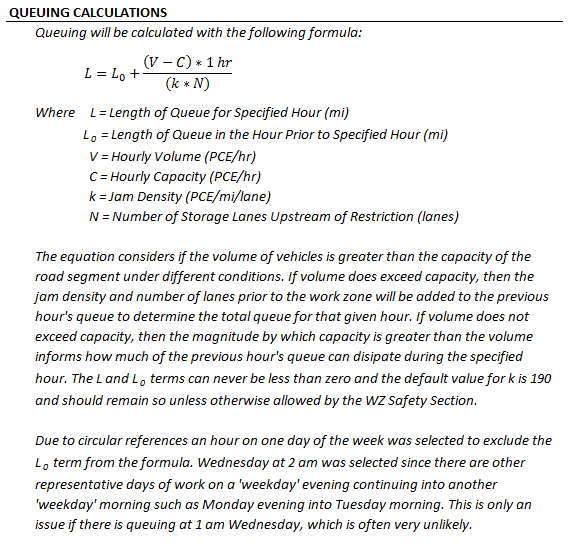 QUEUING CALCULATIONS
Queuing will be calculated with the following formula:
L = L₀ + (V − C) * 1 hr / (k * N)
Where L = Length of Queue for Specified Hour (mi)
L₀ = Length of Queue in the Hour Prior to Specified Hour (mi)
V = Hourly Volume (PCE/hr)
C = Hourly Capacity (PCE/hr)
k = Jam Density (PCE/mi/lane)
N = Number of Storage Lanes Upstream of Restriction (lanes)
The equation considers if the volume of vehicles is greater than the capacity of the
road segment under different conditions. If volume does exceed capacity, then the
jam density and number of lanes prior to the work zone will be added to the previous
hour's queue to determine the total queue for that given hour. If volume does not
exceed capacity, then the magnitude by which capacity is greater than the volume
informs how much of the previous hour's queue can disipate during the specified
hour. The L and L₀ terms can never be less than zero and the default value for k is 190
and should remain so unless otherwise allowed by the WZ Safety Section.
Due to circular references an hour on one day of the week was selected to exclude the
L₀ term from the formula. Wednesday at 2 am was selected since there are other
representative days of work on a 'weekday' evening continuing into another
'weekday' morning such as Monday evening into Tuesday morning. This is only an
issue if there is queuing at 1 am Wednesday, which is often very unlikely.